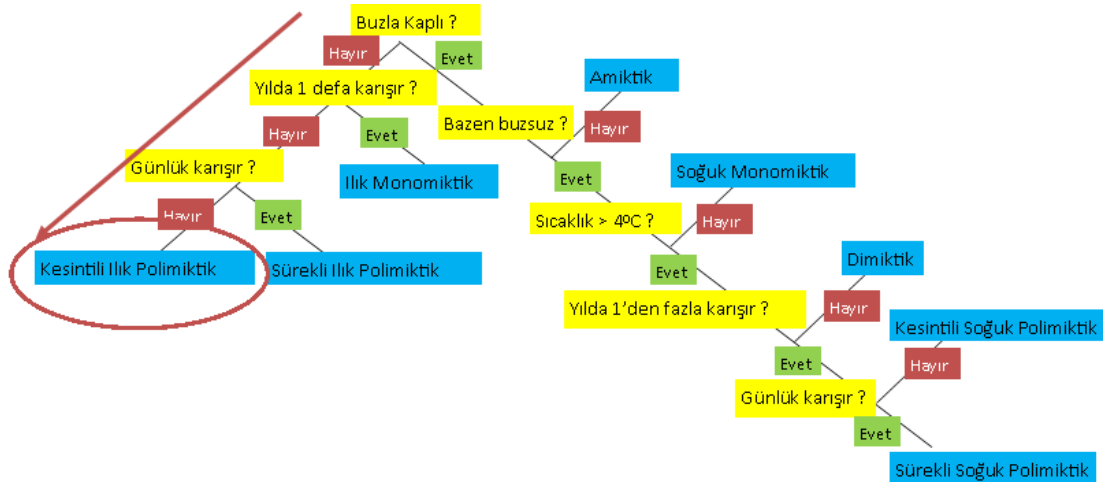 Buzla Kaplı ?
Hayır
Evet
Yılda 1 defa karışır ?
Amiktik
Bazen buzsuz ?
Hayır
Hayır
Evet
Günlük karışır ?
Ilık Monomiktik
Evet
Soğuk Monomiktik
Hayır
Evet
Sıcaklık > 4⁰C ?
Hayır
Kesintili Ilık Polimiktik
Sürekli Ilık Polimiktik
Evet
Dimiktik
Yılda 1'den fazla karışır ?
Hayır
Kesintili Soğuk Polimiktik
Evet
Hayır
Günlük karışır ?
Evet
Sürekli Soğuk Polimiktik